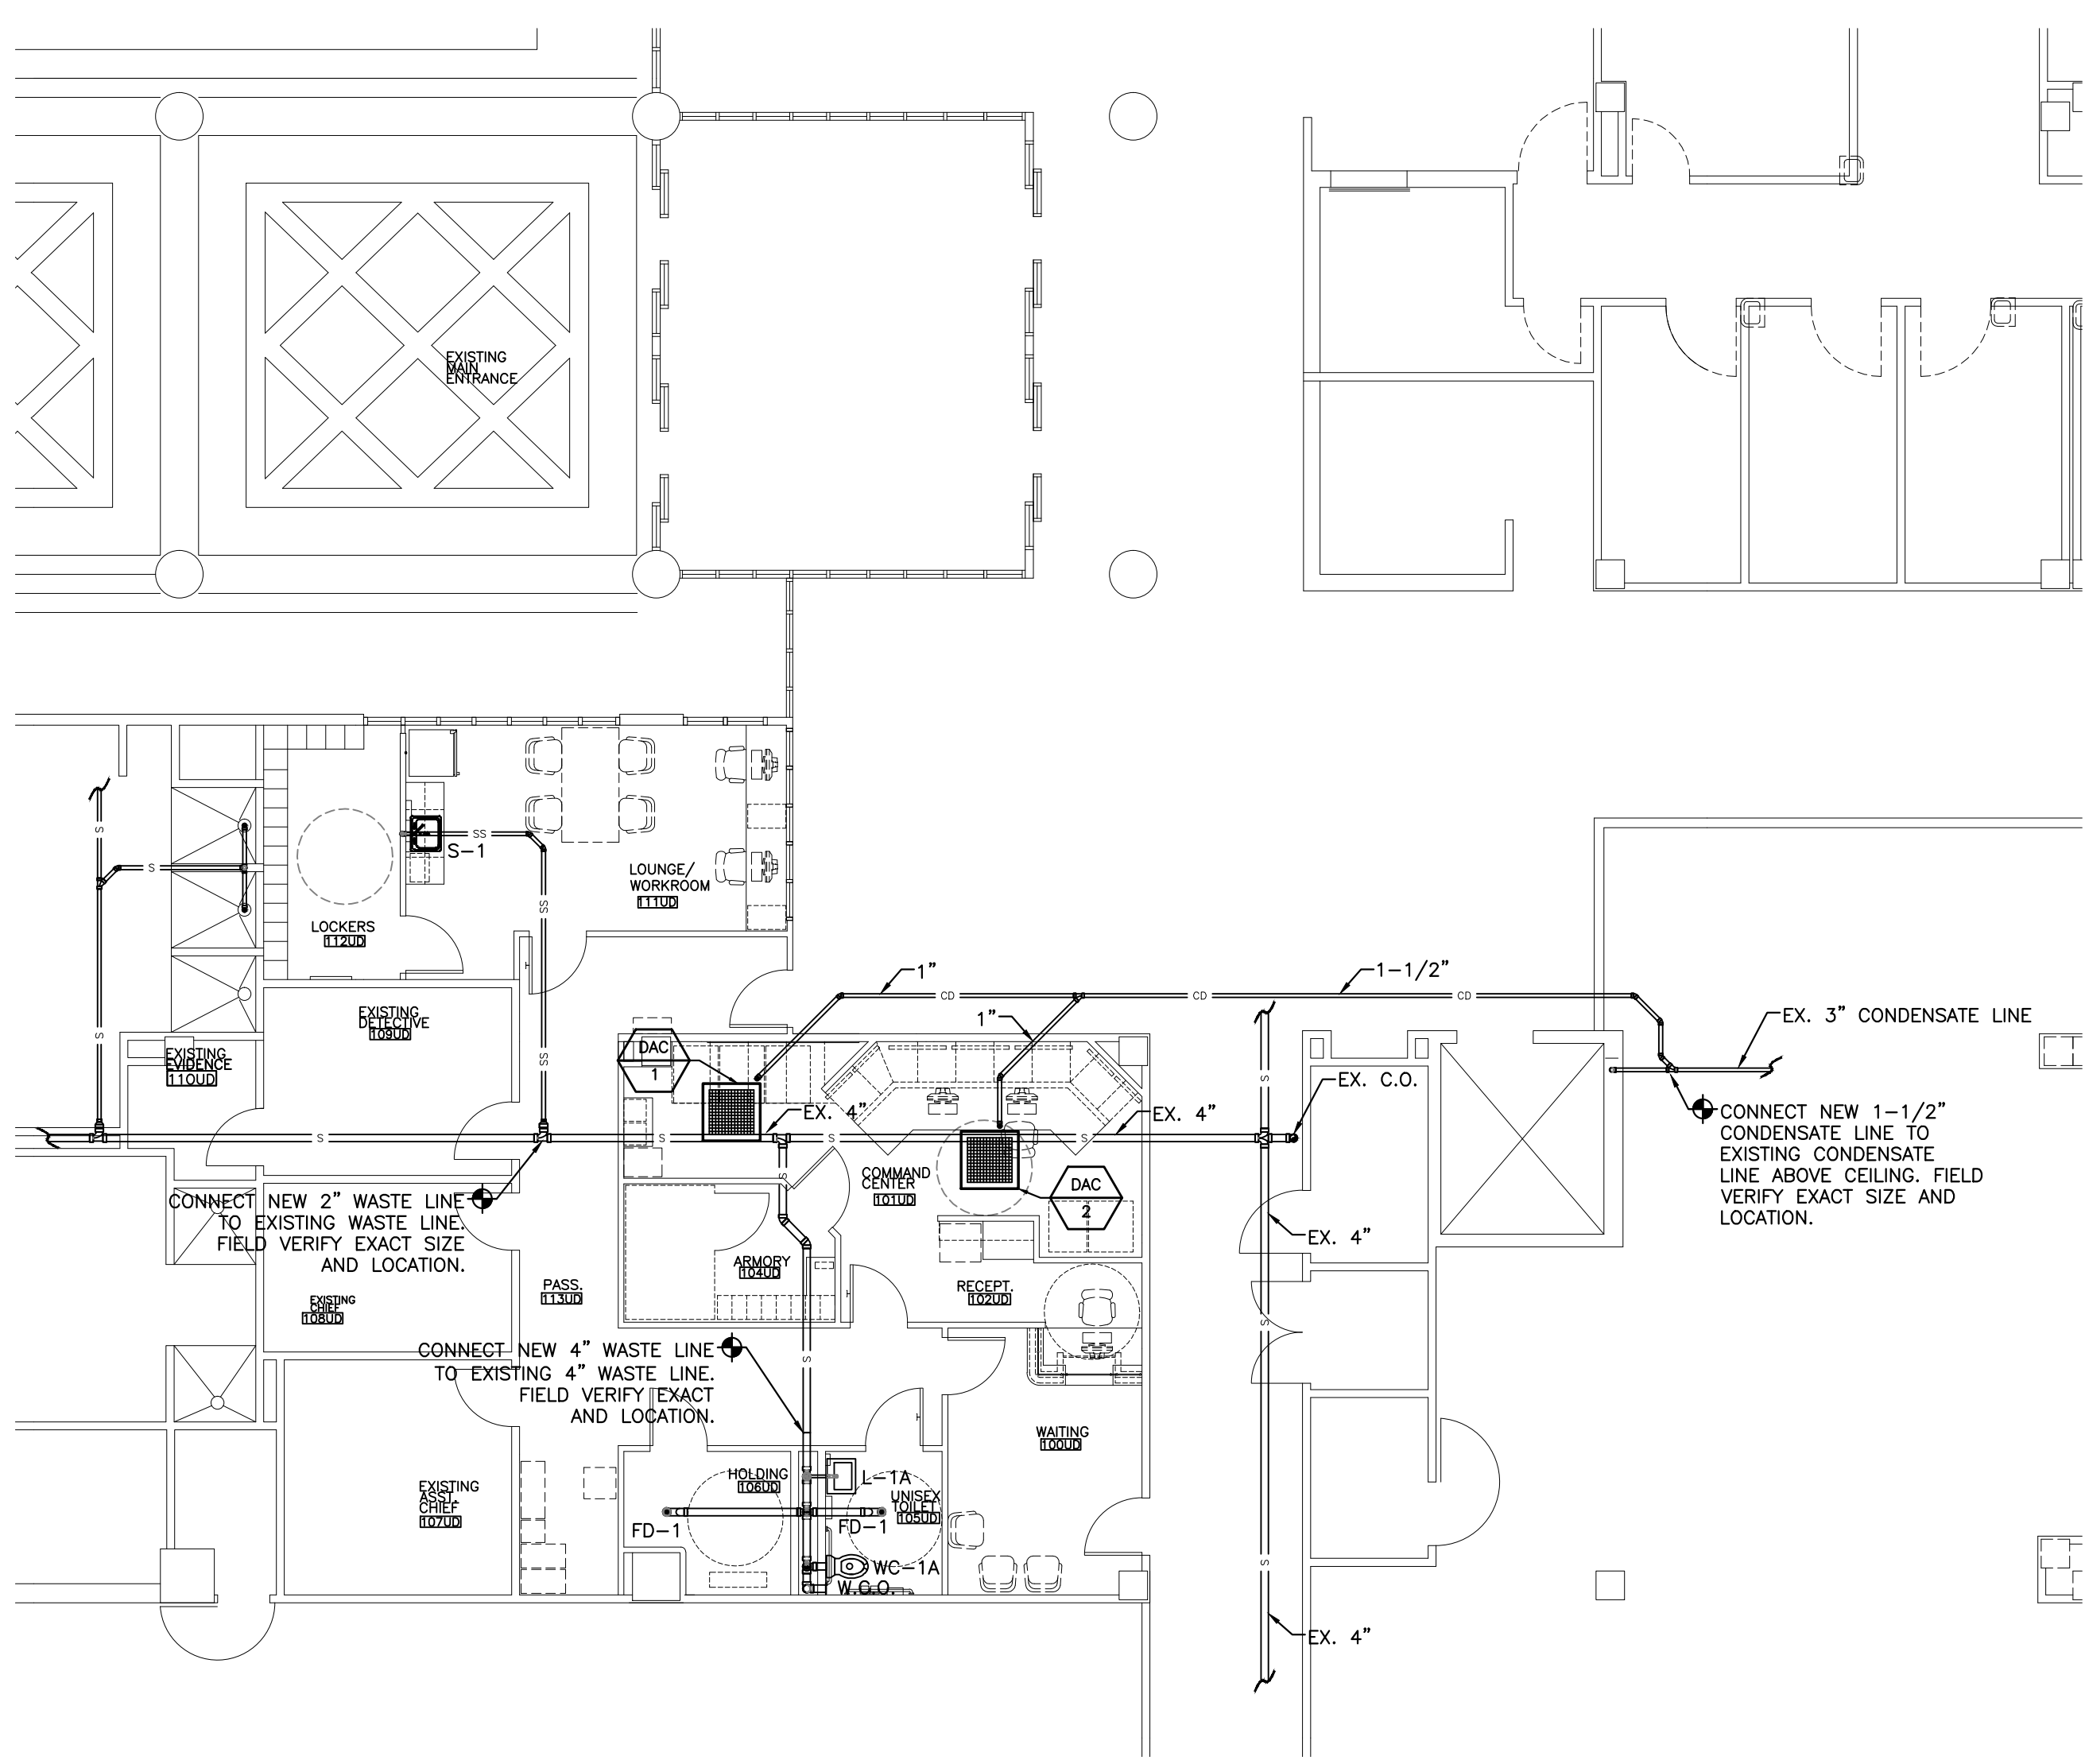 EXISTING
MAIN
ENTRANCE
S
S
S
SS
SS
SS
S-1
LOUNGE/
WORKROOM
111UD
LOCKERS
112UD
EXISTING
DETECTIVE
109UD
EXISTING
EVIDENCE
110UD
1”
CD
CD
CD
1-1/2”
1”
EX. 3” CONDENSATE LINE
DAC
1
EX. 4”
EX. 4”
EX. C.O.
S
S
S
S
S
S
CONNECT NEW 1-1/2”
CONDENSATE LINE TO
EXISTING CONDENSATE
LINE ABOVE CEILING. FIELD
VERIFY EXACT SIZE AND
LOCATION.
COMMAND
CENTER
101UD
DAC
2
CONNECT NEW 2” WASTE LINE
TO EXISTING WASTE LINE.
FIELD VERIFY EXACT SIZE
AND LOCATION.
EX. 4”
ARMORY
104UD
PASS.
113UD
RECEPT.
102UD
EXISTING
CHIEF
108UD
S
S
CONNECT NEW 4” WASTE LINE
TO EXISTING 4” WASTE LINE.
FIELD VERIFY EXACT
AND LOCATION.
WAITING
100UD
HOLDING
106UD
L-1A
UNISEX
TOILET
105UD
EXISTING
ASST.
CHIEF
107UD
FD-1
FD-1
WC-1A
W.C.O.
S
EX. 4”